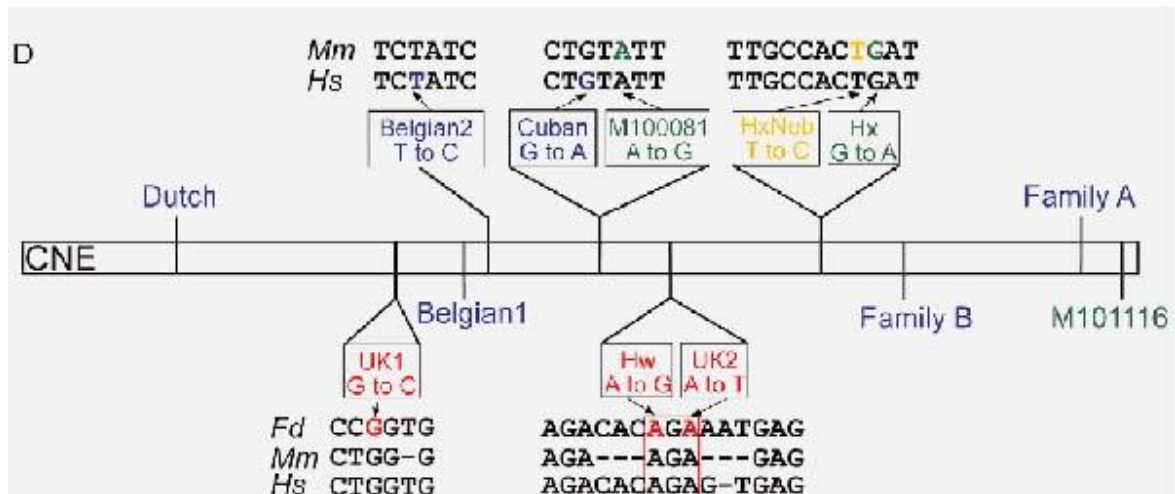 D
Mm TCTATC CTGTATT TTGCCACTGAT
Hs TCTATC CTGTATT TTGCCACTGAT
Belgian2
T to C
Cuban
G to A
M100081
A to G
HxNub
T to C
Hx
G to A
Dutch
Family A
CNE
Belgian1
Family B
M101116
UK1
G to C
Hw
A to G
UK2
A to T
Fd CCGGTG AGACACAGAAATGAG
Mm CTGG-G AGA---AGA---GAG
Hs CTGGTG AGACACAGAG-TGAG